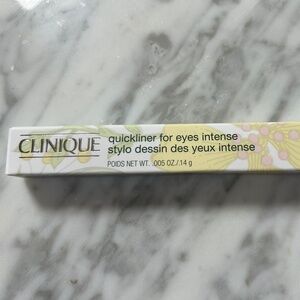 CLINIQUE
quickliner for eyes intense
stylo dessin des yeux intense
POIDS NET WT. .005 OZ./.14 g